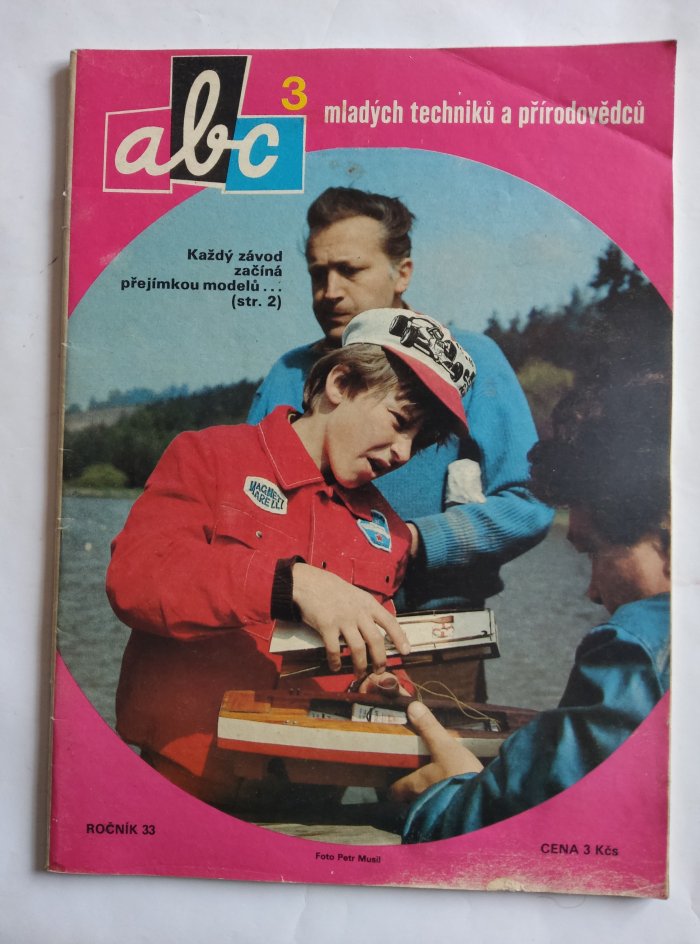 abc
3
mladých techniků a přírodovědců
Každý závod
začíná
přejímkou modelů...
(str. 2)
MAGNETI
MARELLI
ROČNÍK 33
Foto Petr Musil
CENA 3 Kčs